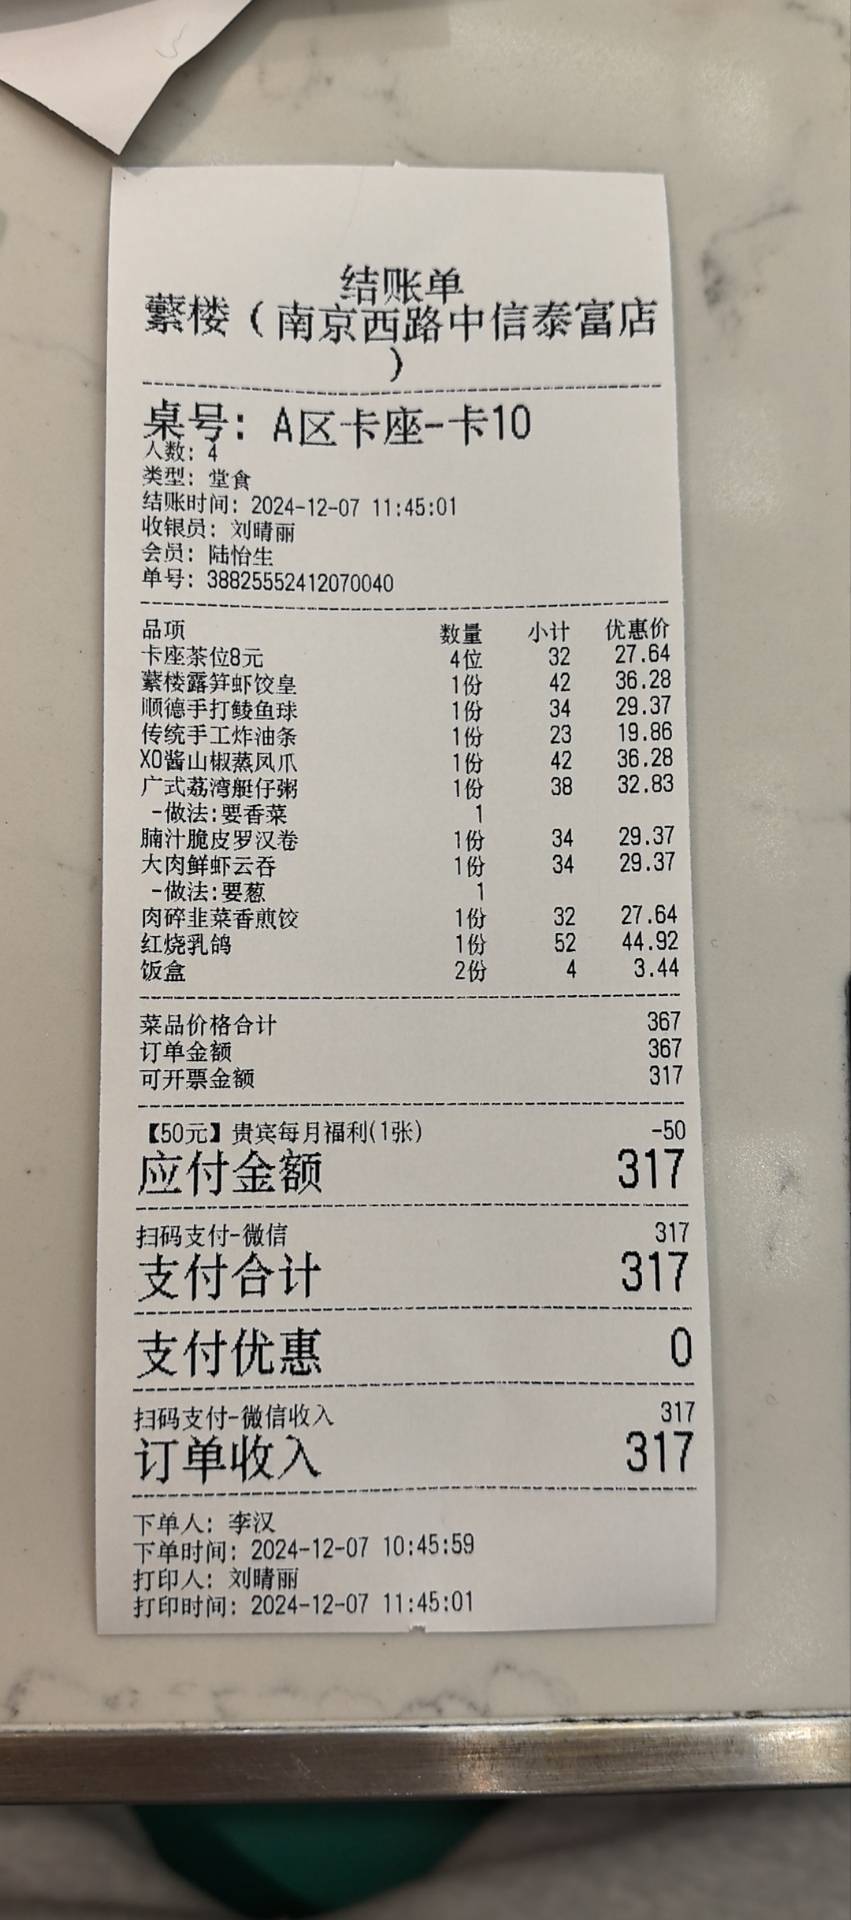 结账单
蘩楼（南京西路中信泰富店
）
桌号：A区卡座-卡10
人数：4
类型：堂食
结账时间：2024-12-07 11:45:01
收银员：刘晴丽
会员：陆怡生
单号：38825552412070040
品项 数量 小计 优惠价
卡座茶位8元 4位 32 27.64
蘩楼露笋虾饺皇 1份 42 36.28
顺德手打鲮鱼球 1份 34 29.37
传统手工炸油条 1份 23 19.86
XO酱山椒蒸凤爪 1份 42 36.28
广式荔湾艇仔粥 1份 38 32.83
-做法:要香菜 1
腩汁脆皮罗汉卷 1份 34 29.37
大肉鲜虾云吞 1份 34 29.37
-做法:要葱 1
肉碎韭菜香煎饺 1份 32 27.64
红烧乳鸽 1份 52 44.92
饭盒 2份 4 3.44
菜品价格合计 367
订单金额 367
可开票金额 317
【50元】贵宾每月福利(1张) -50
应付金额 317
扫码支付-微信 317
支付合计 317
支付优惠 0
扫码支付-微信收入 317
订单收入 317
下单人：李汉
下单时间：2024-12-07 10:45:59
打印人：刘晴丽
打印时间：2024-12-07 11:45:01